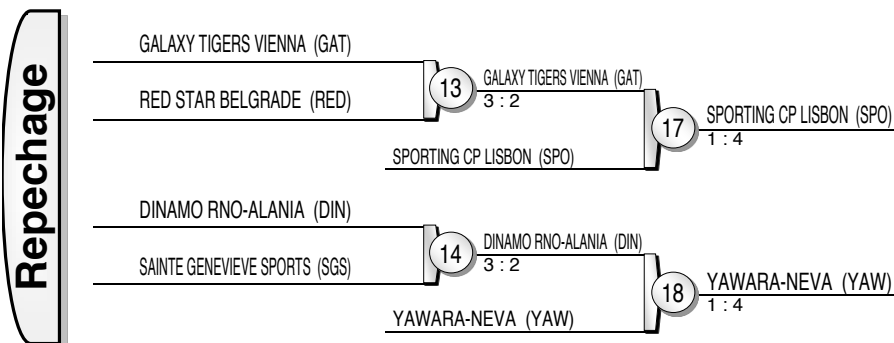 Repechage
GALAXY TIGERS VIENNA (GAT)
RED STAR BELGRADE (RED)
13
GALAXY TIGERS VIENNA (GAT)
3 : 2
SPORTING CP LISBON (SPO)
17
SPORTING CP LISBON (SPO)
1 : 4
DINAMO RNO-ALANIA (DIN)
SAINTE GENEVIEVE SPORTS (SGS)
14
DINAMO RNO-ALANIA (DIN)
3 : 2
YAWARA-NEVA (YAW)
18
YAWARA-NEVA (YAW)
1 : 4